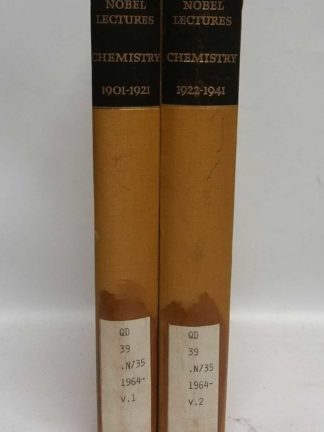 NOBEL
LECTURES
CHEMISTRY
1901-1921
QD
39
.N/35
1964-
v.1
NOBEL
LECTURES
CHEMISTRY
1922-1941
QD
39
.N/35
1964-
v.2